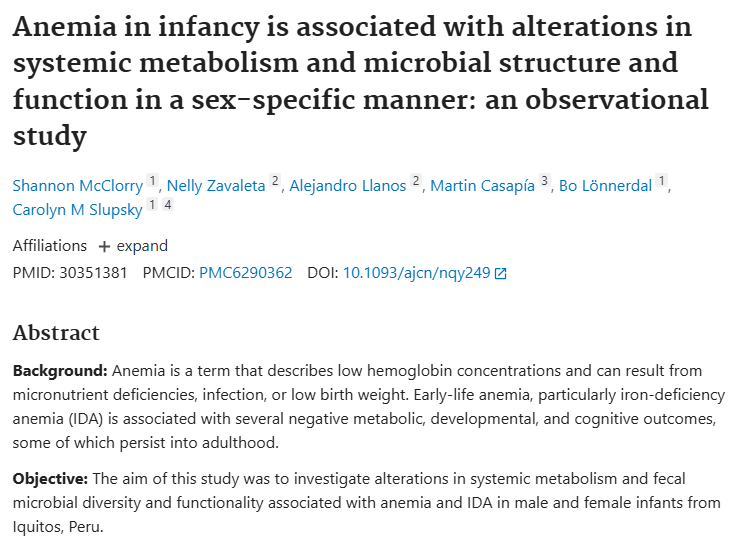 Anemia in infancy is associated with alterations in
systemic metabolism and microbial structure and
function in a sex-specific manner: an observational
study
Shannon McClorry 1, Nelly Zavaleta 2, Alejandro Llanos 2, Martin Casapía 3, Bo Lönnerdal 1,
Carolyn M Slupsky 1 4
Affiliations + expand
PMID: 30351381 PMCID: PMC6290362 DOI: 10.1093/ajcn/nqy249
Abstract
Background: Anemia is a term that describes low hemoglobin concentrations and can result from
micronutrient deficiencies, infection, or low birth weight. Early-life anemia, particularly iron-deficiency
anemia (IDA) is associated with several negative metabolic, developmental, and cognitive outcomes,
some of which persist into adulthood.
Objective: The aim of this study was to investigate alterations in systemic metabolism and fecal
microbial diversity and functionality associated with anemia and IDA in male and female infants from
Iquitos, Peru.